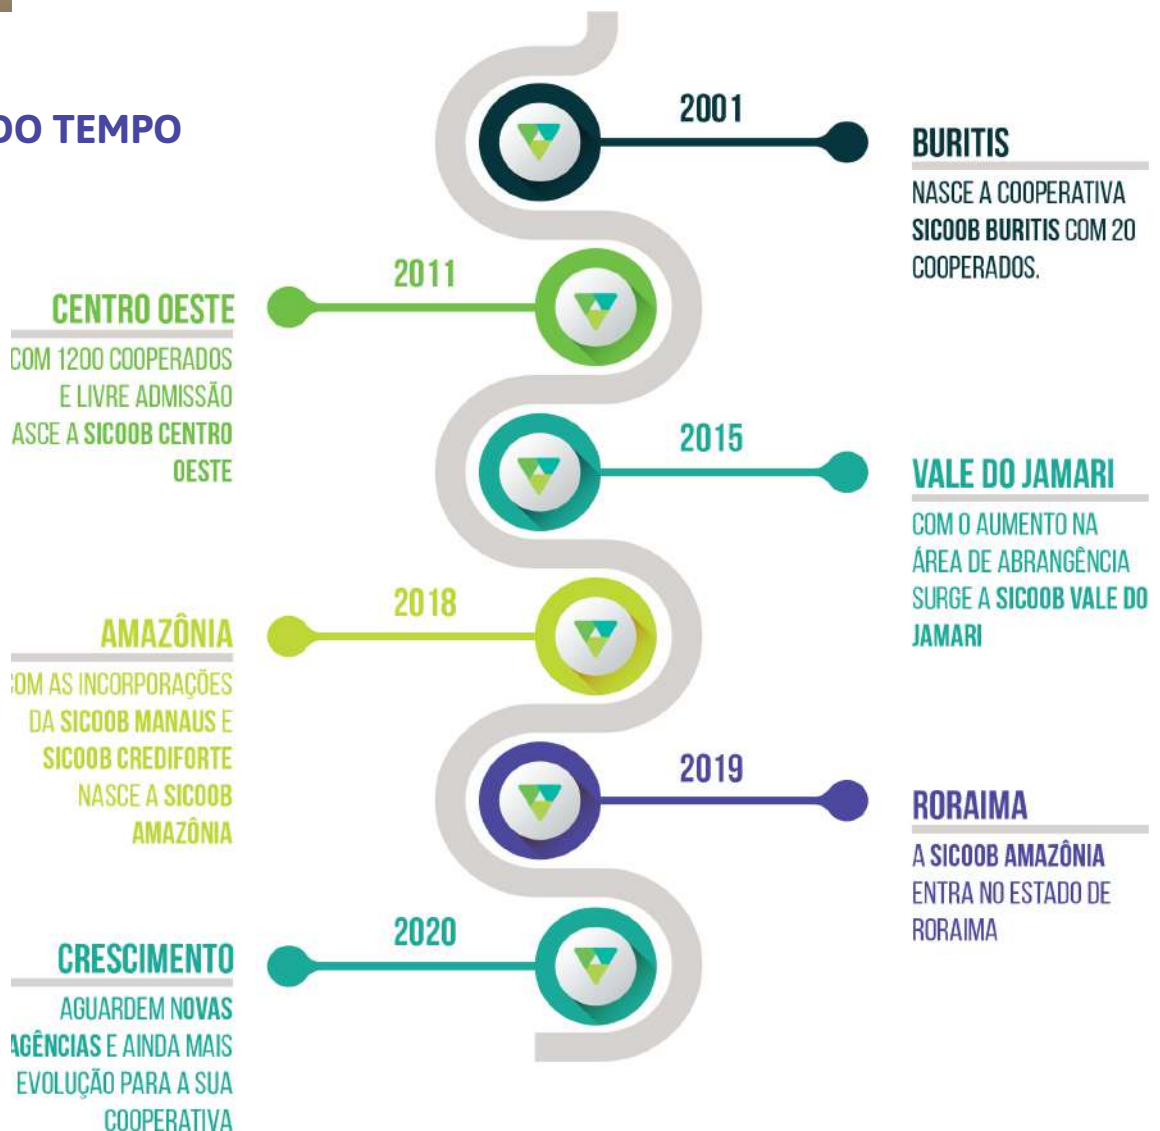 DO TEMPO
2001
BURITIS
NASCE A COOPERATIVA
SICOOB BURITIS COM 20
COOPERADOS.
2011
CENTRO OESTE
COM 1200 COOPERADOS
E LIVRE ADMISSÃO
ASCE A SICOOB CENTRO
OESTE
2015
VALE DO JAMARI
COM O AUMENTO NA
ÁREA DE ABRANGÊNCIA
SURGE A SICOOB VALE DO
JAMARI
2018
AMAZÔNIA
OM AS INCORPORAÇÕES
DA SICOOB MANAUS E
SICOOB CREDIFORTE
NASCE A SICOOB
AMAZÔNIA
2019
RORAIMA
A SICOOB AMAZÔNIA
ENTRA NO ESTADO DE
RORAIMA
2020
CRESCIMENTO
AGUARDEM NOVAS
AGÊNCIAS E AINDA MAIS
EVOLUÇÃO PARA A SUA
COOPERATIVA